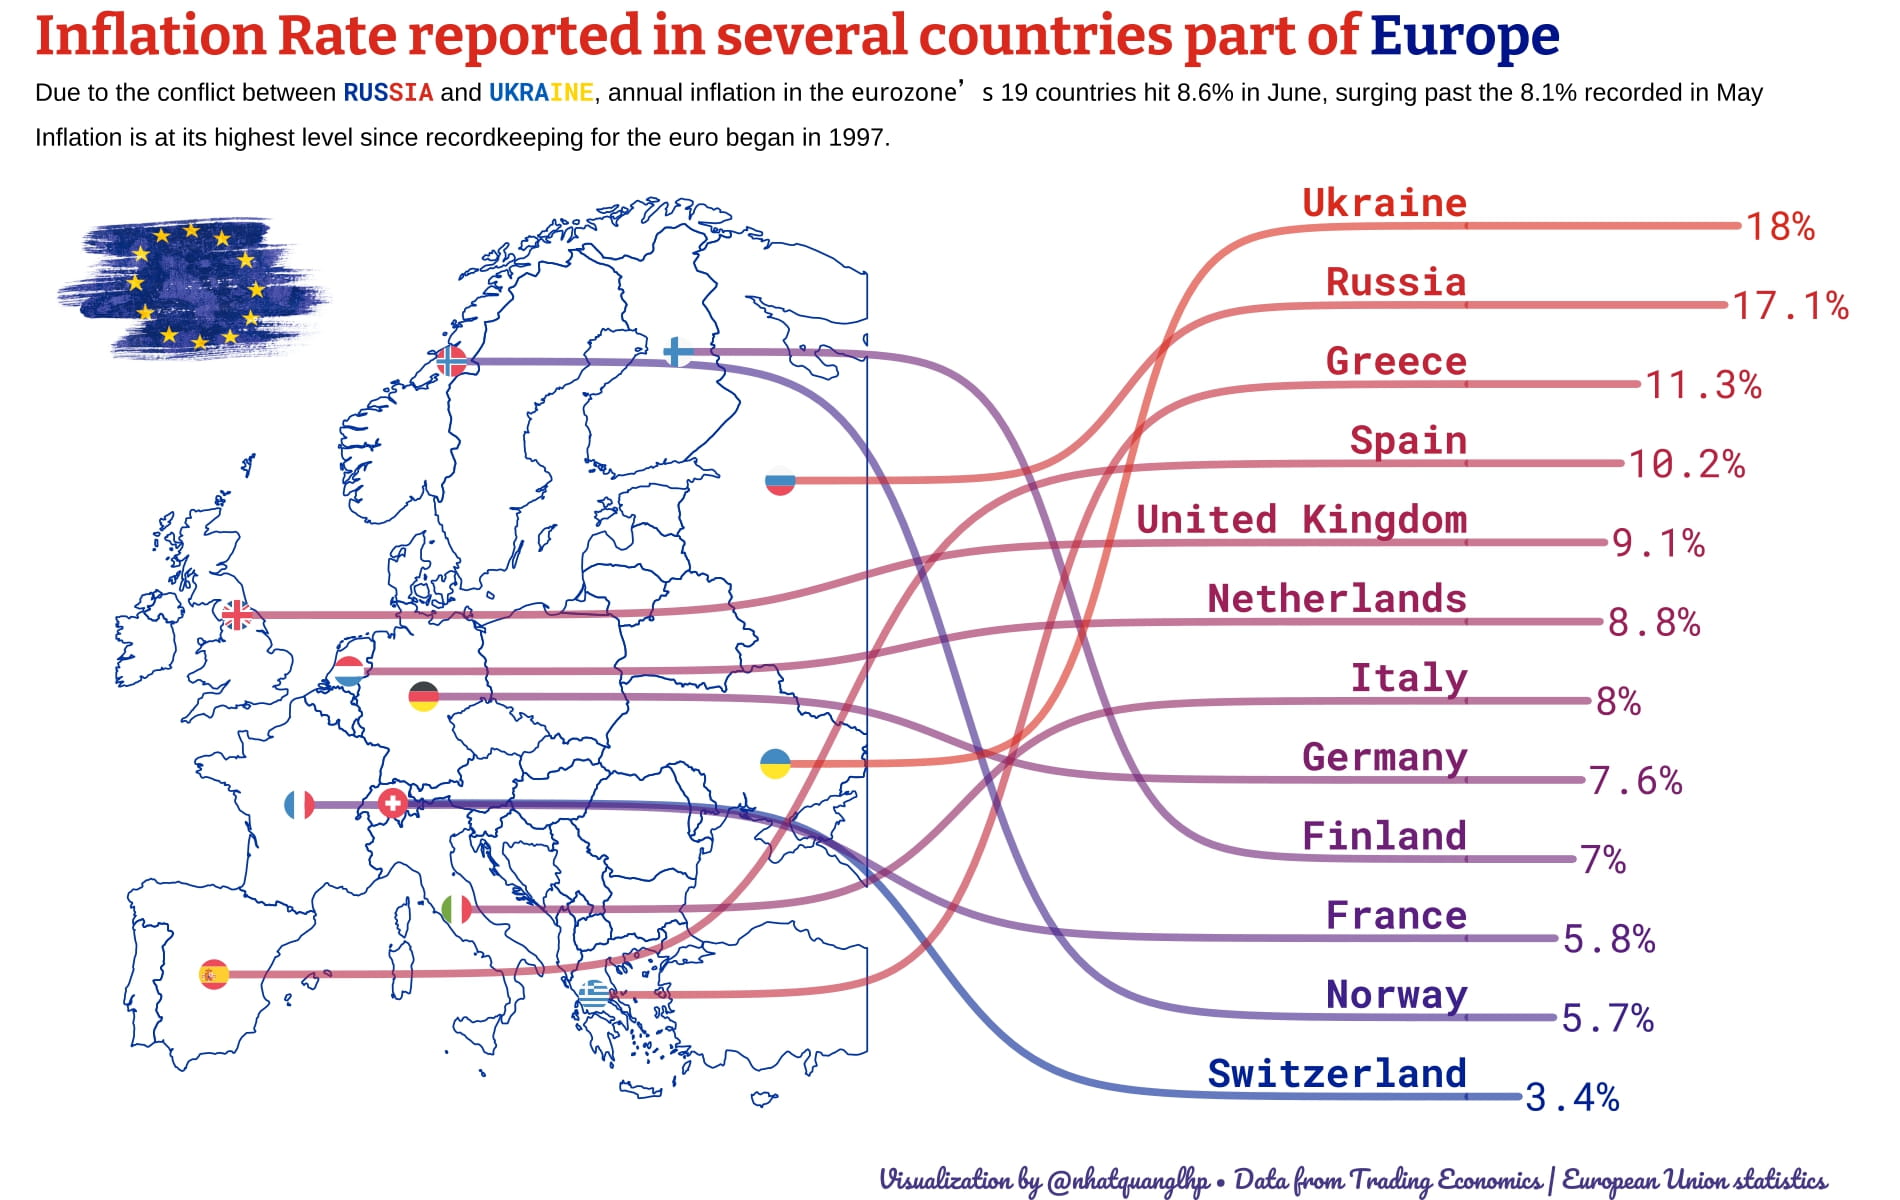 Inflation Rate reported in several countries part of Europe
Due to the conflict between RUSSIA and UKRAINE, annual inflation in the eurozone’s 19 countries hit 8.6% in June, surging past the 8.1% recorded in May
Inflation is at its highest level since recordkeeping for the euro began in 1997.
Ukraine 18%
Russia 17.1%
Greece 11.3%
Spain 10.2%
United Kingdom 9.1%
Netherlands 8.8%
Italy 8%
Germany 7.6%
Finland 7%
France 5.8%
Norway 5.7%
Switzerland 3.4%
Visualization by @nhatquanglhp • Data from Trading Economics | European Union statistics